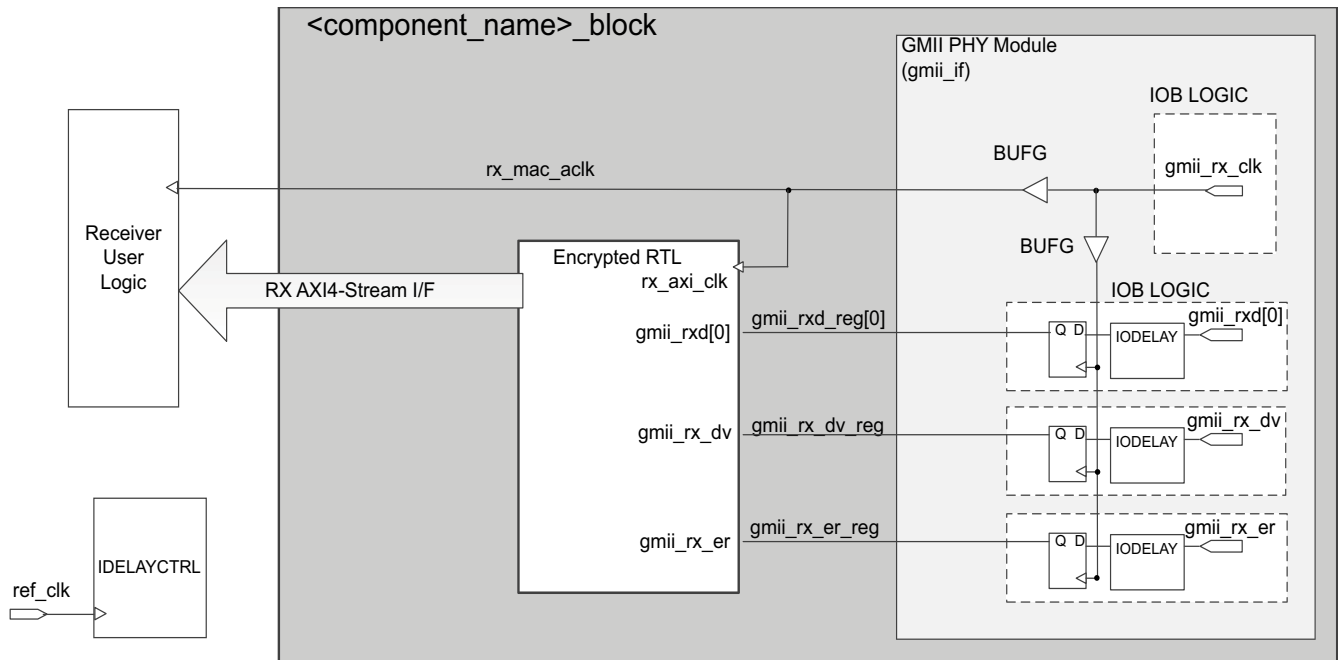 <component_name>_block
GMII PHY Module
(gmii_if)
IOB LOGIC
BUFG
gmii_rx_clk
rx_mac_aclk
Receiver
User
Logic
BUFG
Encrypted RTL
rx_axi_clk
RX AXI4-Stream I/F
IOB LOGIC
gmii_rxd[0]
gmii_rxd_reg[0]
Q D
IODELAY
gmii_rxd[0]
gmii_rx_dv
gmii_rx_dv_reg
Q D
IODELAY
gmii_rx_dv
gmii_rx_er
gmii_rx_er_reg
Q D
IODELAY
gmii_rx_er
IDELAYCTRL
ref_clk